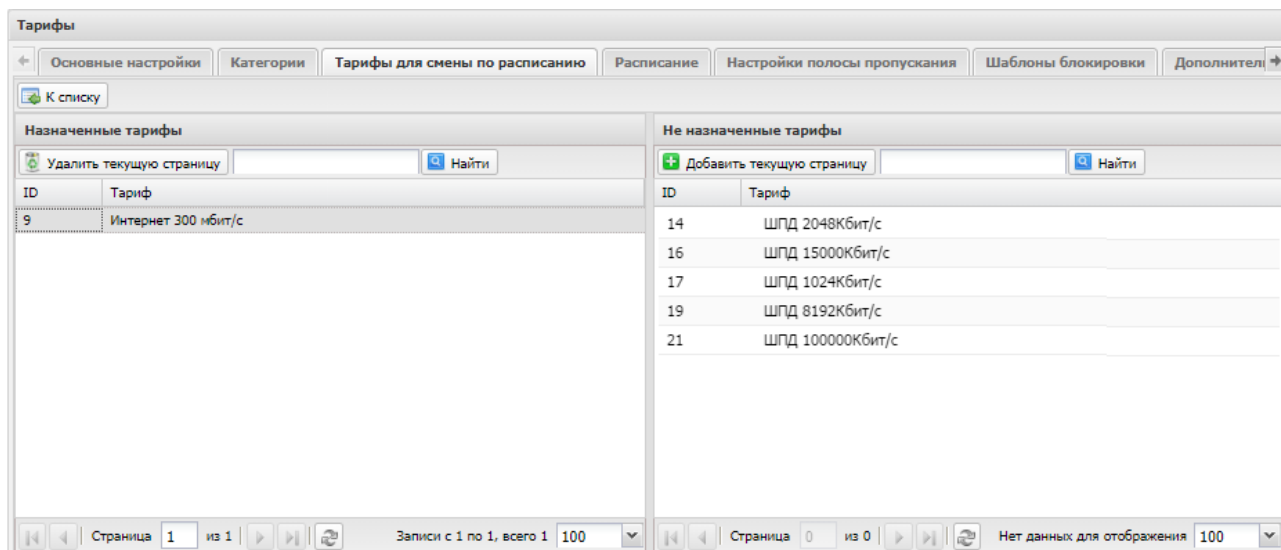 Тарифы
Основные настройки Категории Тарифы для смены по расписанию Расписание Настройки полосы пропускания Шаблоны блокировки Дополнител
К списку
Назначенные тарифы
Удалить текущую страницу Найти
ID Тариф
9 Интернет 300 мбит/с
Страница 1 из 1 Записи с 1 по 1, всего 1 100
Не назначенные тарифы
Добавить текущую страницу Найти
ID Тариф
14 ШПД 2048Кбит/с
16 ШПД 15000Кбит/с
17 ШПД 1024Кбит/с
19 ШПД 8192Кбит/с
21 ШПД 100000Кбит/с
Страница 0 из 0 Нет данных для отображения 100